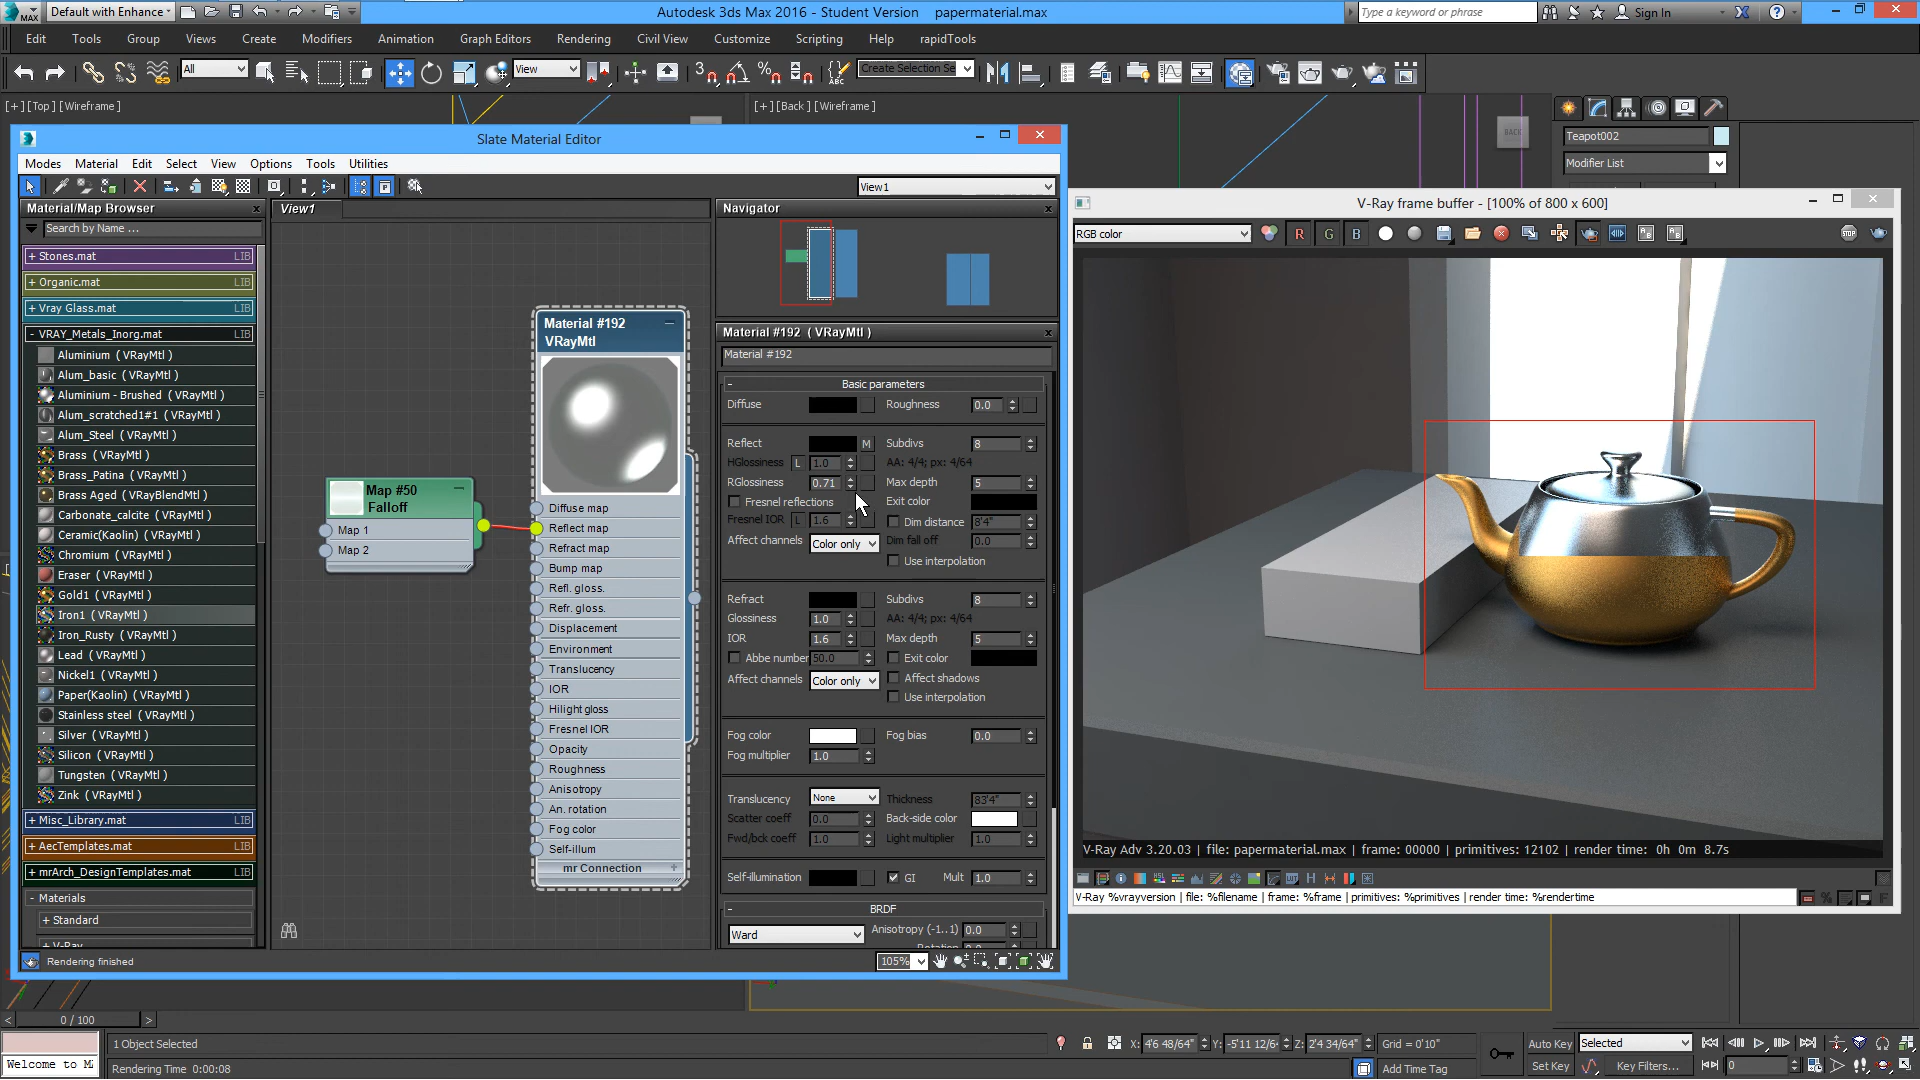 Default with Enhance
Autodesk 3ds Max 2016 - Student Version papermaterial.max
Type a keyword or phrase
Sign In
MAX
Edit Tools Group Views Create Modifiers Animation Graph Editors Rendering Civil View Customize Scripting Help rapidTools
All
View
Create Selection Se
[+][Top][Wireframe]
[+][Back][Wireframe]
BACK
Teapot002
Modifier List
Slate Material Editor
Modes Material Edit Select View Options Tools Utilities
View1
Material/Map Browser
Search by Name ...
+ Stones.mat LIB
+ Organic.mat LIB
+ Vray Glass.mat LIB
- VRAY_Metals_Inorg.mat LIB
Aluminium ( VRayMtl )
Alum_basic ( VRayMtl )
Aluminium - Brushed ( VRayMtl )
Alum_scratched1#1 ( VRayMtl )
Alum_Steel ( VRayMtl )
Brass ( VRayMtl )
Brass_Patina ( VRayMtl )
Brass Aged ( VRayBlendMtl )
Carbonate_calcite ( VRayMtl )
Ceramic(Kaolin) ( VRayMtl )
Chromium ( VRayMtl )
Eraser ( VRayMtl )
Gold1 ( VRayMtl )
Iron1 ( VRayMtl )
Iron_Rusty ( VRayMtl )
Lead ( VRayMtl )
Nickel1 ( VRayMtl )
Paper(Kaolin) ( VRayMtl )
Stainless steel ( VRayMtl )
Silver ( VRayMtl )
Silicon ( VRayMtl )
Tungsten ( VRayMtl )
Zink ( VRayMtl )
+ Misc_Library.mat LIB
+ AecTemplates.mat LIB
+ mrArch_DesignTemplates.mat LIB
- Materials
+ Standard
+ V-Ray
Rendering finished
View1
Map #50
Falloff
Map 1
Map 2
Material #192
VRayMtl
Diffuse map
Reflect map
Refract map
Bump map
Refl. gloss.
Refr. gloss.
Displacement
Environment
Translucency
IOR
Hilight gloss
Fresnel IOR
Opacity
Roughness
Anisotropy
An. rotation
Fog color
Self-illum
mr Connection +
Navigator
Material #192 ( VRayMtl )
Material #192
- Basic parameters
Diffuse Roughness 0.0
Reflect M Subdivs 8
HGlossiness L 1.0 AA: 4/4; px: 4/64
RGlossiness 0.71 Max depth 5
Fresnel reflections Exit color
Fresnel IOR L 1.6 Dim distance 8'4"
Affect channels Color only Dim fall off 0.0
Use interpolation
Refract Subdivs 8
Glossiness 1.0 AA: 4/4; px: 4/64
IOR 1.6 Max depth 5
Abbe number 50.0 Exit color
Affect channels Color only Affect shadows
Use interpolation
Fog color Fog bias 0.0
Fog multiplier 1.0
Translucency None Thickness 83'4"
Scatter coeff 0.0 Back-side color
Fwd/bck coeff 1.0 Light multiplier 1.0
Self-illumination GI Mult 1.0
- BRDF
Ward Anisotropy (-1..1) 0.0
Rotation 0.0
105%
V-Ray frame buffer - [100% of 800 x 600]
RGB color
R G B
STOP
V-Ray Adv 3.20.03 | file: papermaterial.max | frame: 00000 | primitives: 12102 | render time: 0h 0m 8.7s
V-Ray %vrayversion | file: %filename | frame: %frame | primitives: %primitives | render time: %rendertime
< 0 / 100 >
1 Object Selected
X: 4'6 48/64" Y: -5'11 12/6 Z: 2'4 34/64" Grid = 0'10"
Auto Key Selected
Welcome to M
Rendering Time 0:00:08
Add Time Tag
Set Key Key Filters... 0